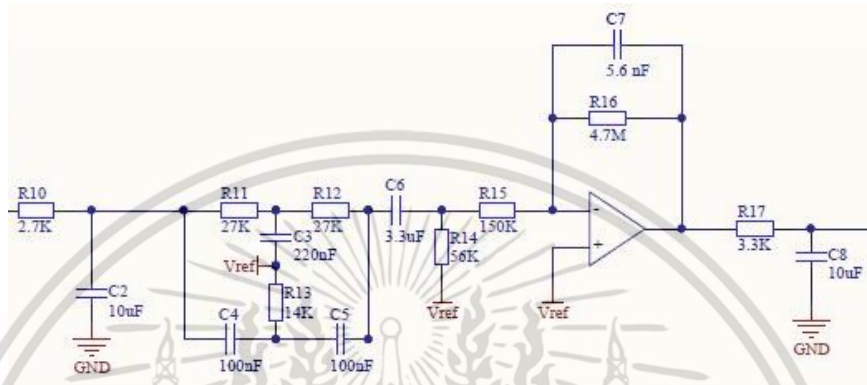 C7
5.6 nF
R16
4.7M
R10
2.7K
R11
27K
R12
27K
C6
3.3uF
R15
150K
-
+
R17
3.3K
C3
220nF
Vref
R14
56K
C2
10uF
R13
14K
C8
10uF
C4
100nF
C5
100nF
Vref
Vref
GND
GND